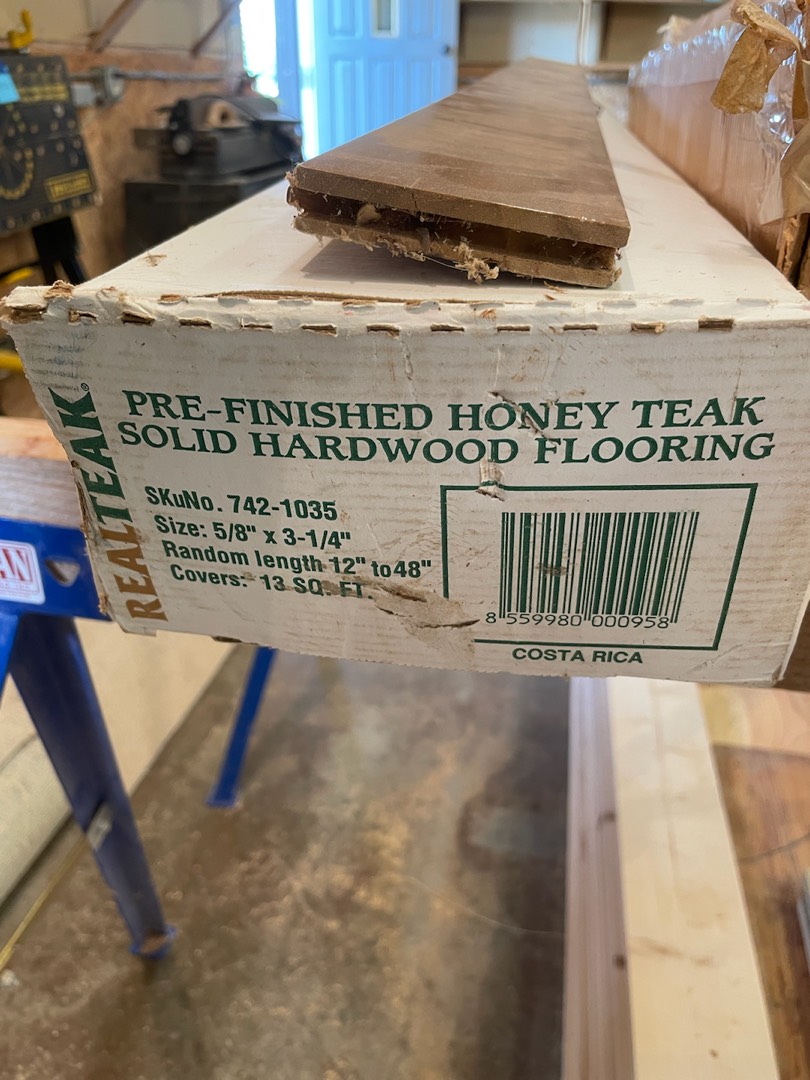 REALTEAK®
PRE-FINISHED HONEY TEAK
SOLID HARDWOOD FLOORING
SKuNo. 742-1035
Size: 5/8" x 3-1/4"
Random length 12" to 48"
Covers: 13 SQ. FT.
8 559980 000958
COSTA RICA